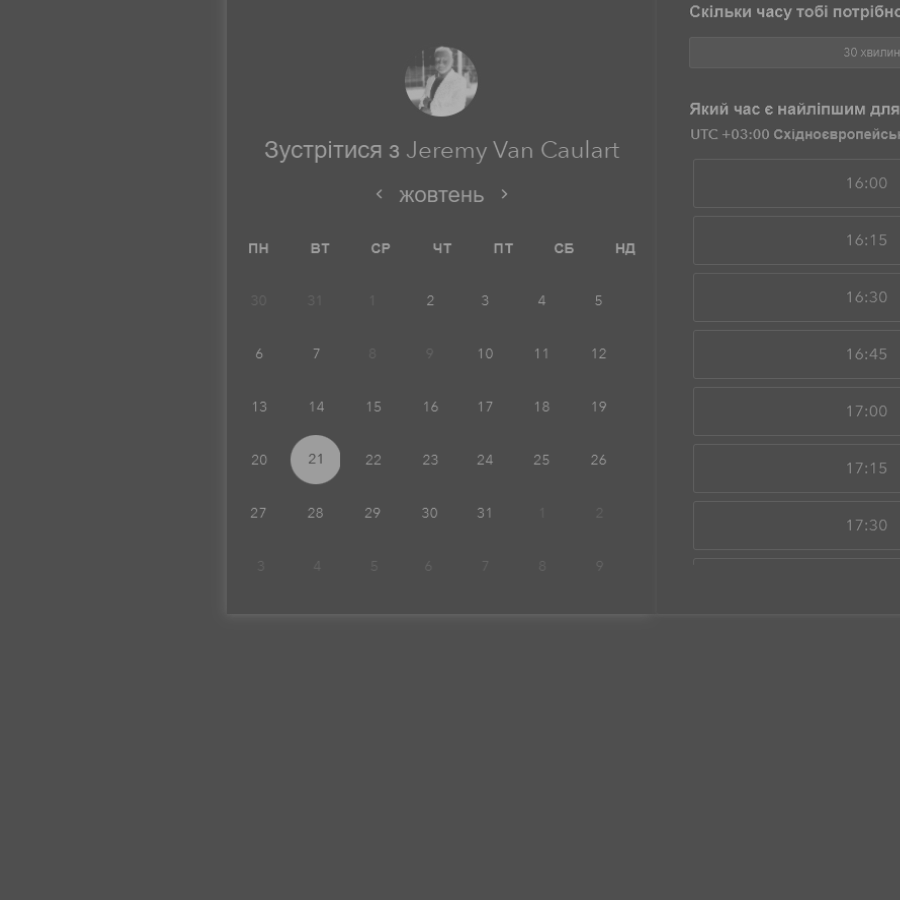 Зустрітися з Jeremy Van Caulart
‹ жовтень ›
ПН ВТ СР ЧТ ПТ СБ НД
30 31 1 2 3 4 5
6 7 8 9 10 11 12
13 14 15 16 17 18 19
20 21 22 23 24 25 26
27 28 29 30 31 1 2
3 4 5 6 7 8 9
Скільки часу тобі
30
Який час є найліпшим для
UTC +03:00
16:00
16:15
16:30
16:45
17:00
17:15
17:30